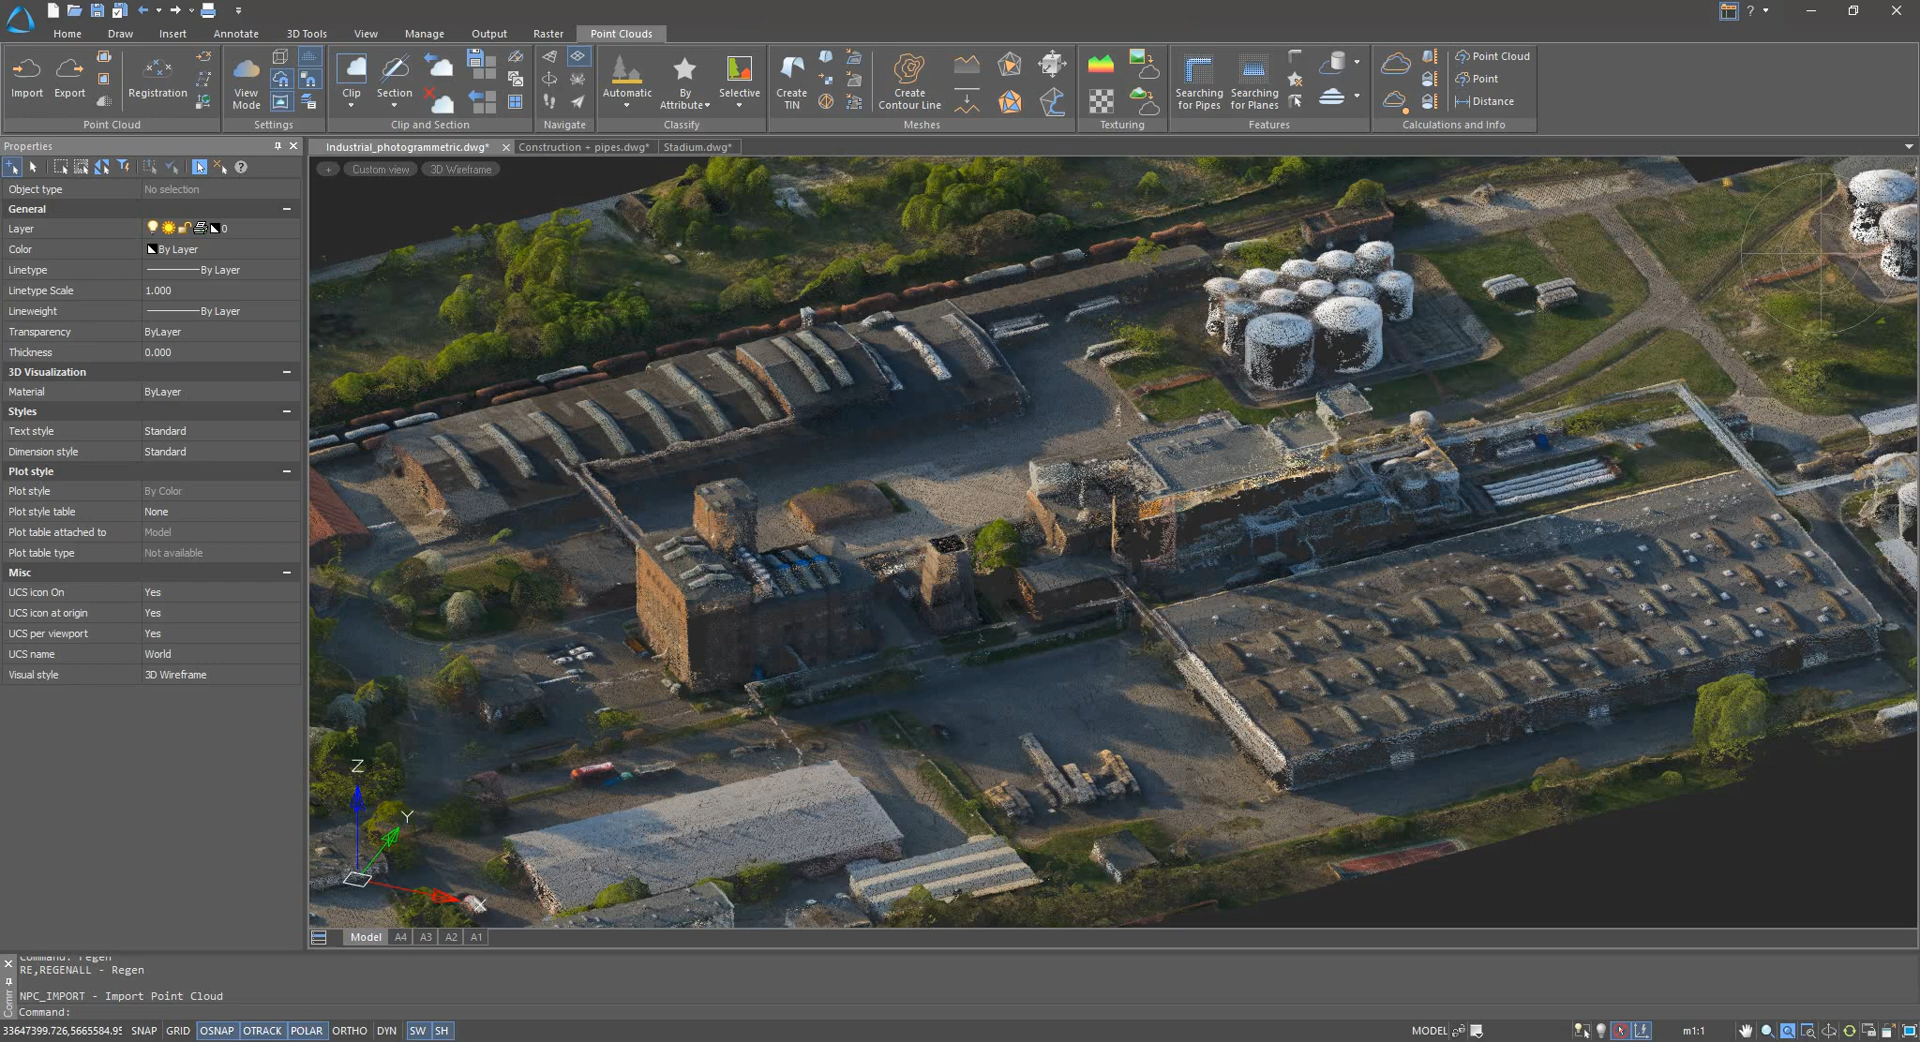 Home Draw Insert Annotate 3D Tools View Manage Output Raster Point Clouds
Import Export Registration View Mode Clip Section Automatic By Attribute Selective Create TIN Create Contour Line Searching for Pipes Searching for Planes Point Cloud
Point
Distance
Point Cloud Settings Clip and Section Navigate Classify Meshes Texturing Features Calculations and Info
Properties
Industrial_photogrammetric.dwg* Construction + pipes.dwg* Stadium.dwg*
+ Custom view 3D Wireframe
Object type No selection
General
Layer 0
Color By Layer
Linetype By Layer
Linetype Scale 1.000
Lineweight By Layer
Transparency ByLayer
Thickness 0.000
3D Visualization
Material ByLayer
Styles
Text style Standard
Dimension style Standard
Plot style
Plot style By Color
Plot style table None
Plot table attached to Model
Plot table type Not available
Misc
UCS icon On Yes
UCS icon at origin Yes
UCS per viewport Yes
UCS name World
Visual style 3D Wireframe
Z
Y
X
Model A4 A3 A2 A1
Command: regen
RE,REGENALL - Regen
NPC_IMPORT - Import Point Cloud
Command:
33647399.726,5665584.95 SNAP GRID OSNAP OTRACK POLAR ORTHO DYN SW SH MODEL m1:1